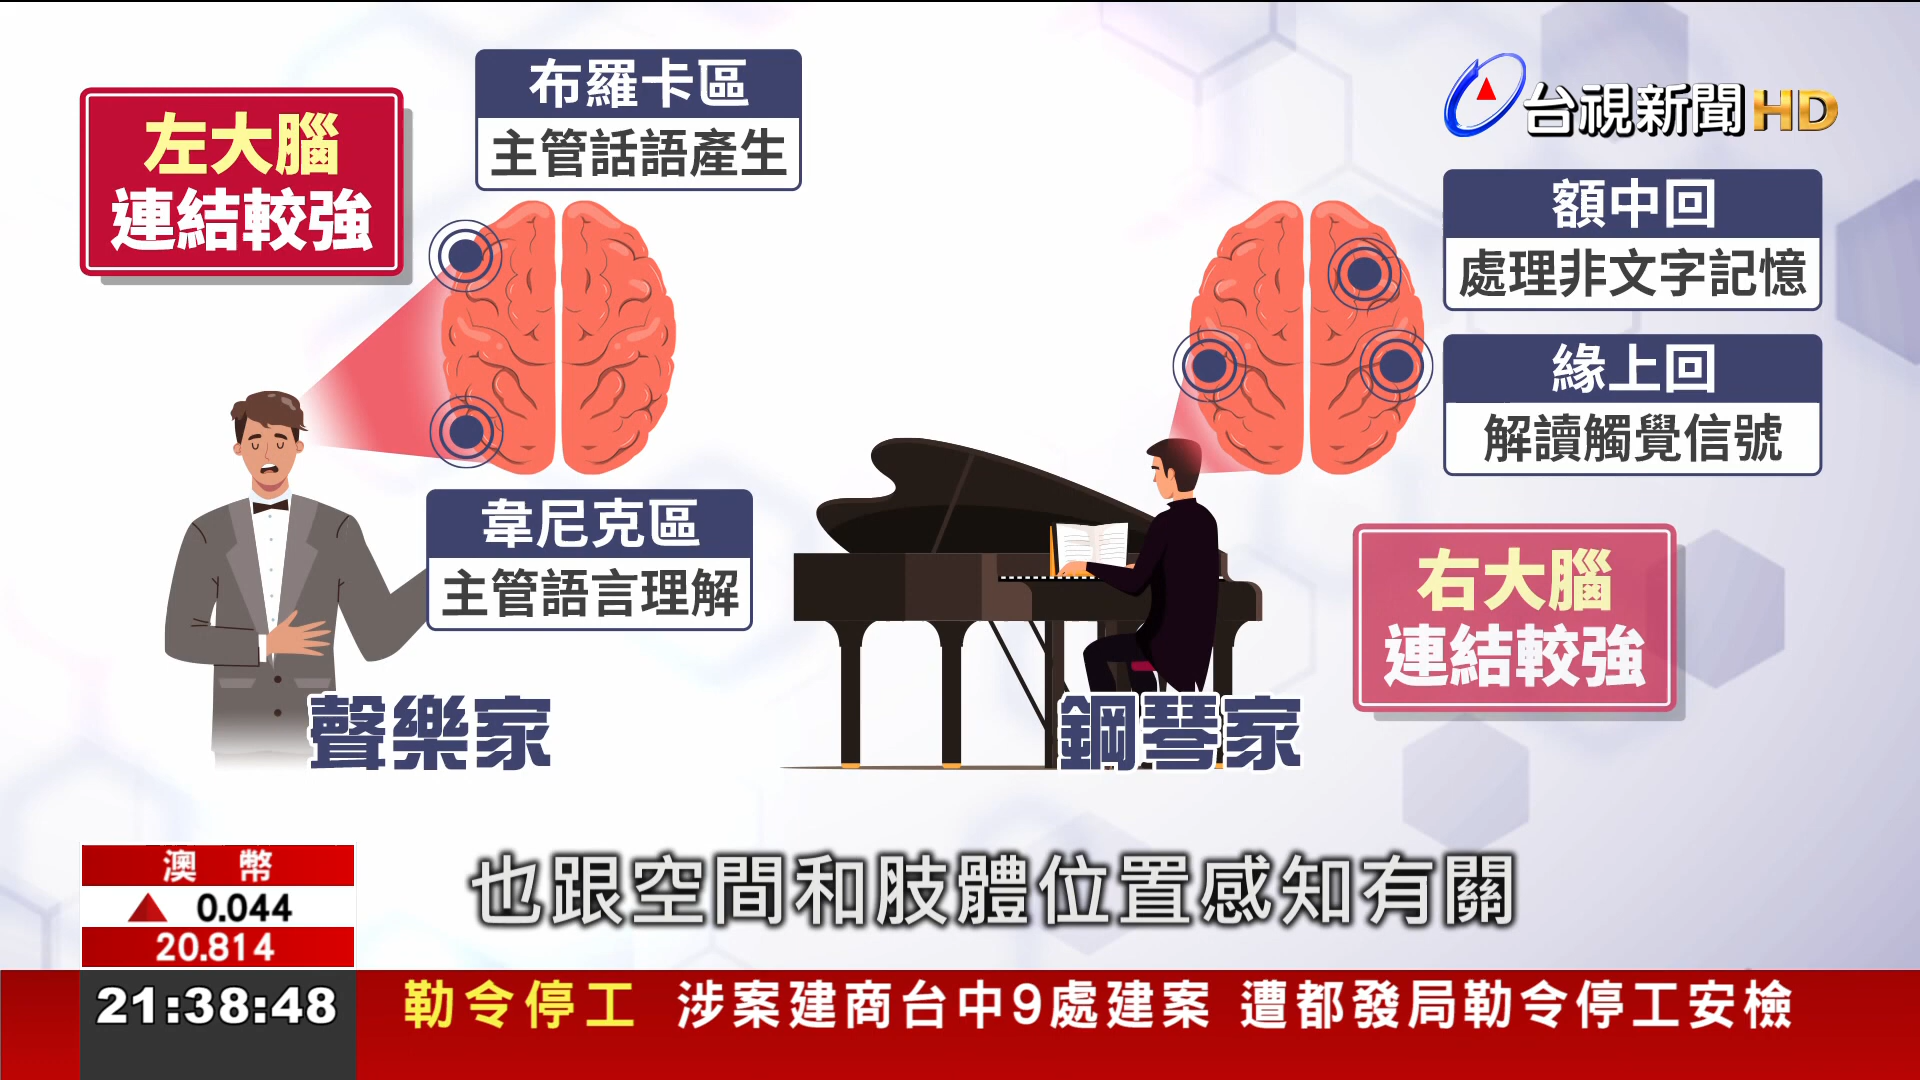 布羅卡區
主管話語產生
左大腦
連結較強
台視新聞HD
額中回
處理非文字記憶
緣上回
解讀觸覺信號
韋尼克區
主管語言理解
右大腦
連結較強
聲樂家
鋼琴家
也跟空間和肢體位置感知有關
澳 幣
▲ 0.044
20.814
21:38:48
勒令停工 涉案建商台中9處建案 遭都發局勒令停工安檢